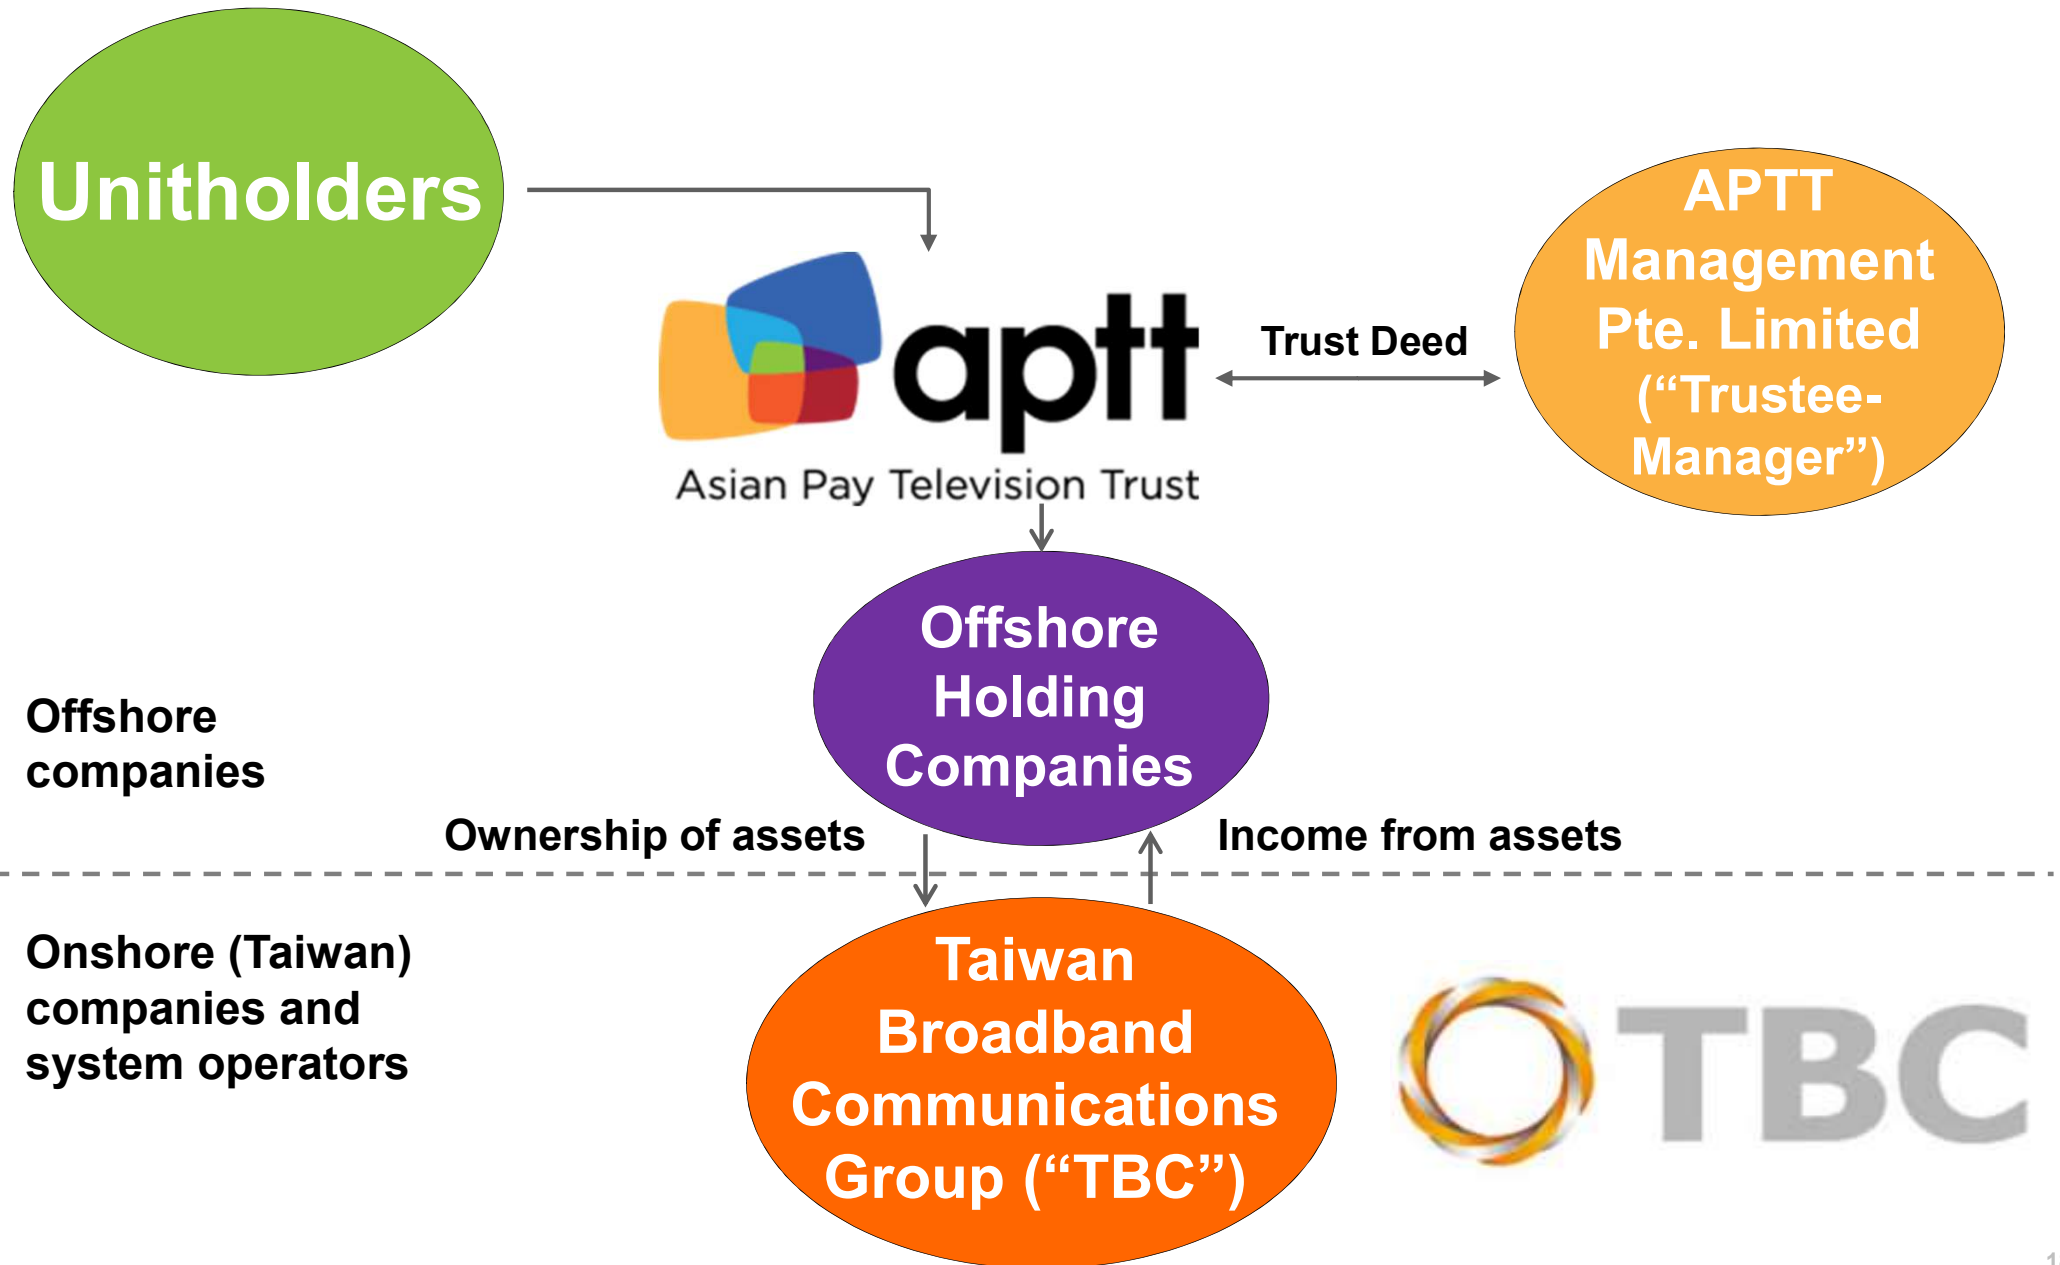 Unitholders
aptt
Asian Pay Television Trust
Trust Deed
APTT
Management
Pte. Limited
(“Trustee-
Manager”)
Offshore
Holding
Companies
Offshore
companies
Ownership of assets
Income from assets
Onshore (Taiwan)
companies and
system operators
Taiwan
Broadband
Communications
Group (“TBC”)
TBC
1